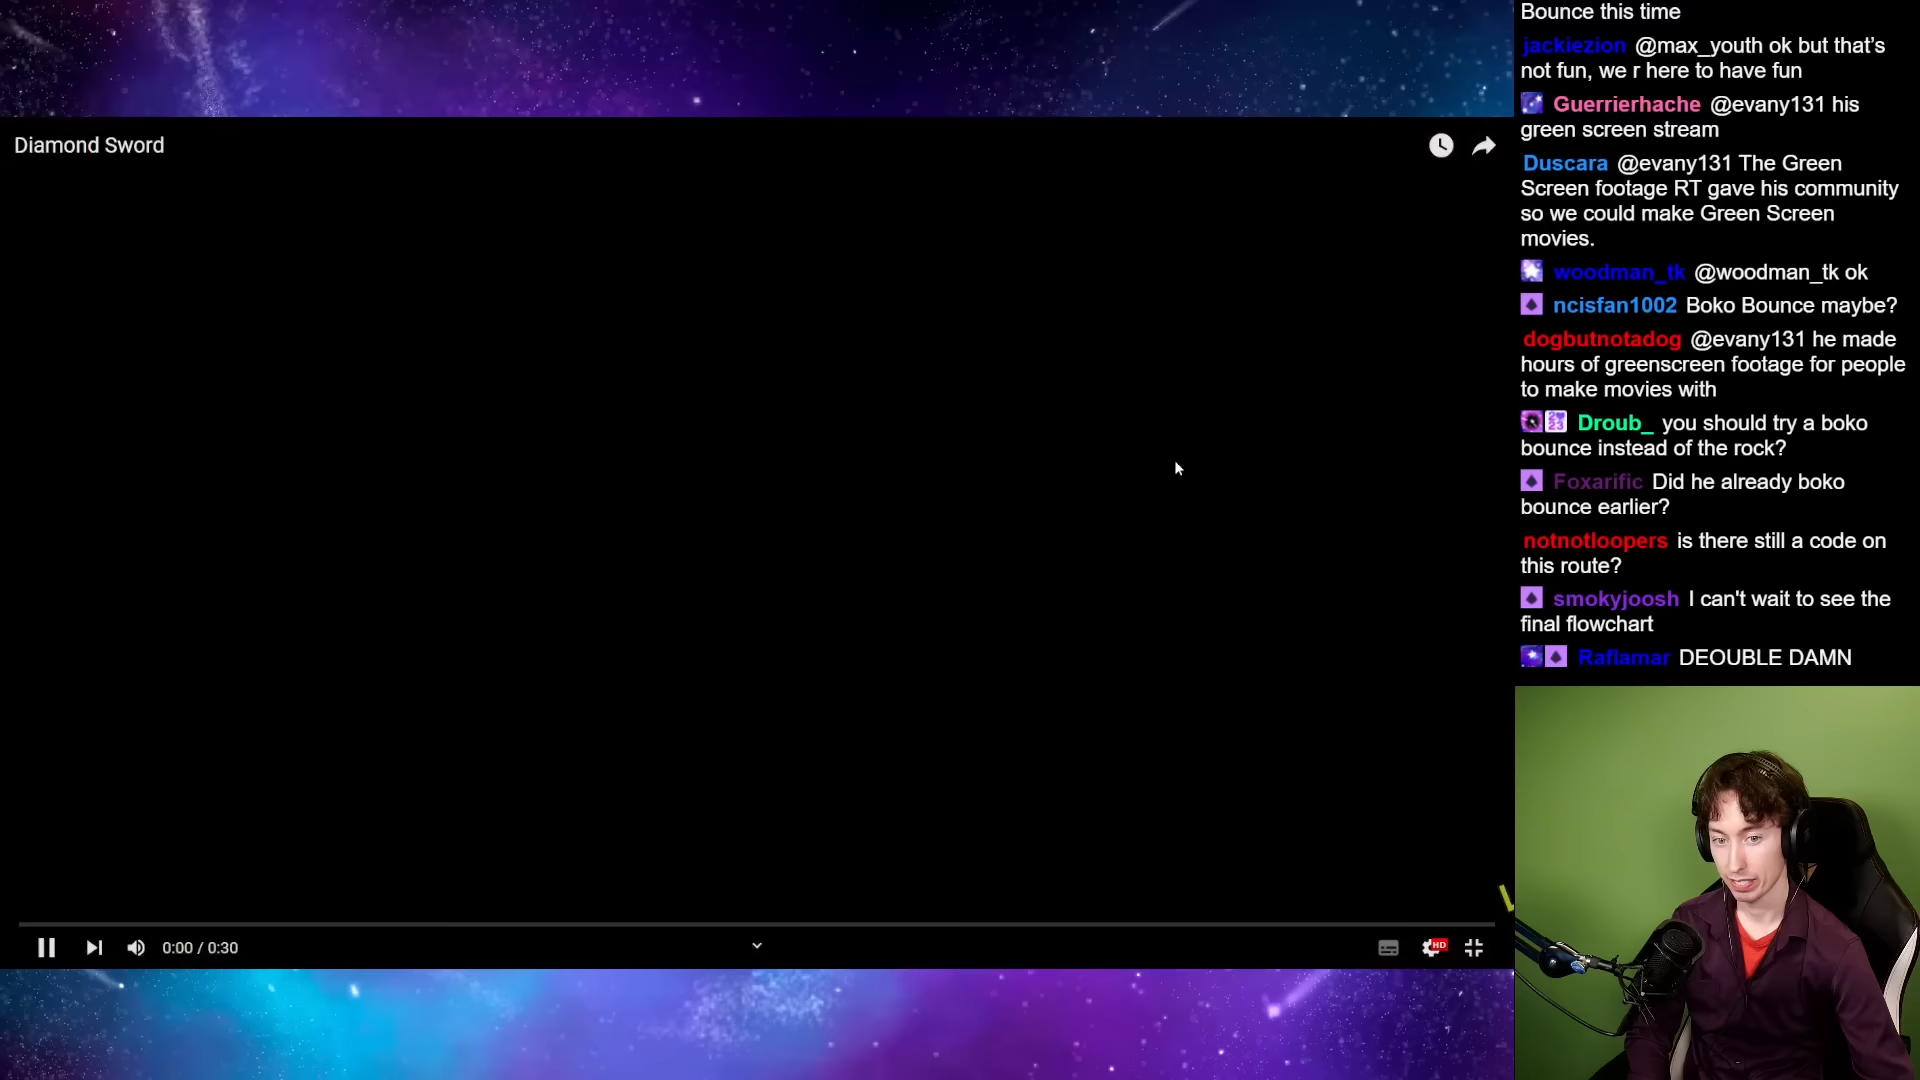 Diamond Sword
0:00 / 0:30
HD
Bounce this time
jackiezion @max_youth ok but that's
not fun, we r here to have fun
Guerrierhache @evany131 his
green screen stream
Duscara @evany131 The Green
Screen footage RT gave his community
so we could make Green Screen
movies.
woodman_tk @woodman_tk ok
ncisfan1002 Boko Bounce maybe?
dogbutnotadog @evany131 he made
hours of greenscreen footage for people
to make movies with
Droub_ you should try a boko
bounce instead of the rock?
Foxarific Did he already boko
bounce earlier?
notnotloopers is there still a code on
this route?
smokyjoosh I can't wait to see the
final flowchart
Raflamar DEOUBLE DAMN